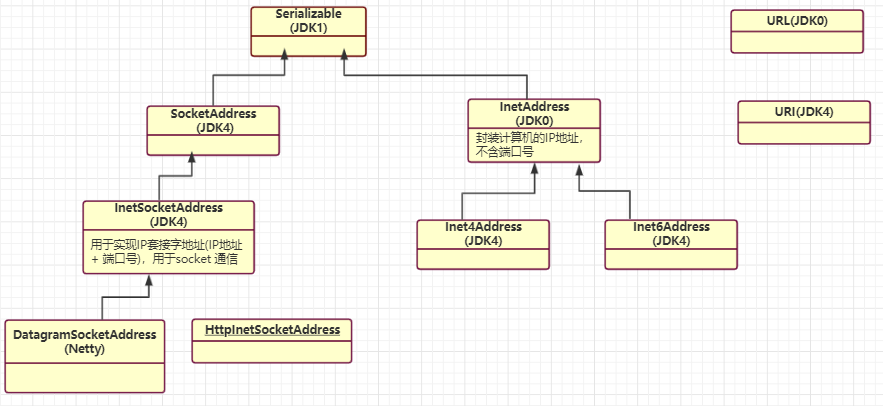 Serializable
(JDK1)
URL(JDK0)
SocketAddress
(JDK4)
InetAddress
(JDK0)
封装计算机的IP地址,
不含端口号
URI(JDK4)
InetSocketAddress
(JDK4)
用于实现IP套接字地址(IP地址
+ 端口号)，用于socket 通信
Inet4Address
(JDK4)
Inet6Address
(JDK4)
DatagramSocketAddress
(Netty)
HttpInetSocketAddress